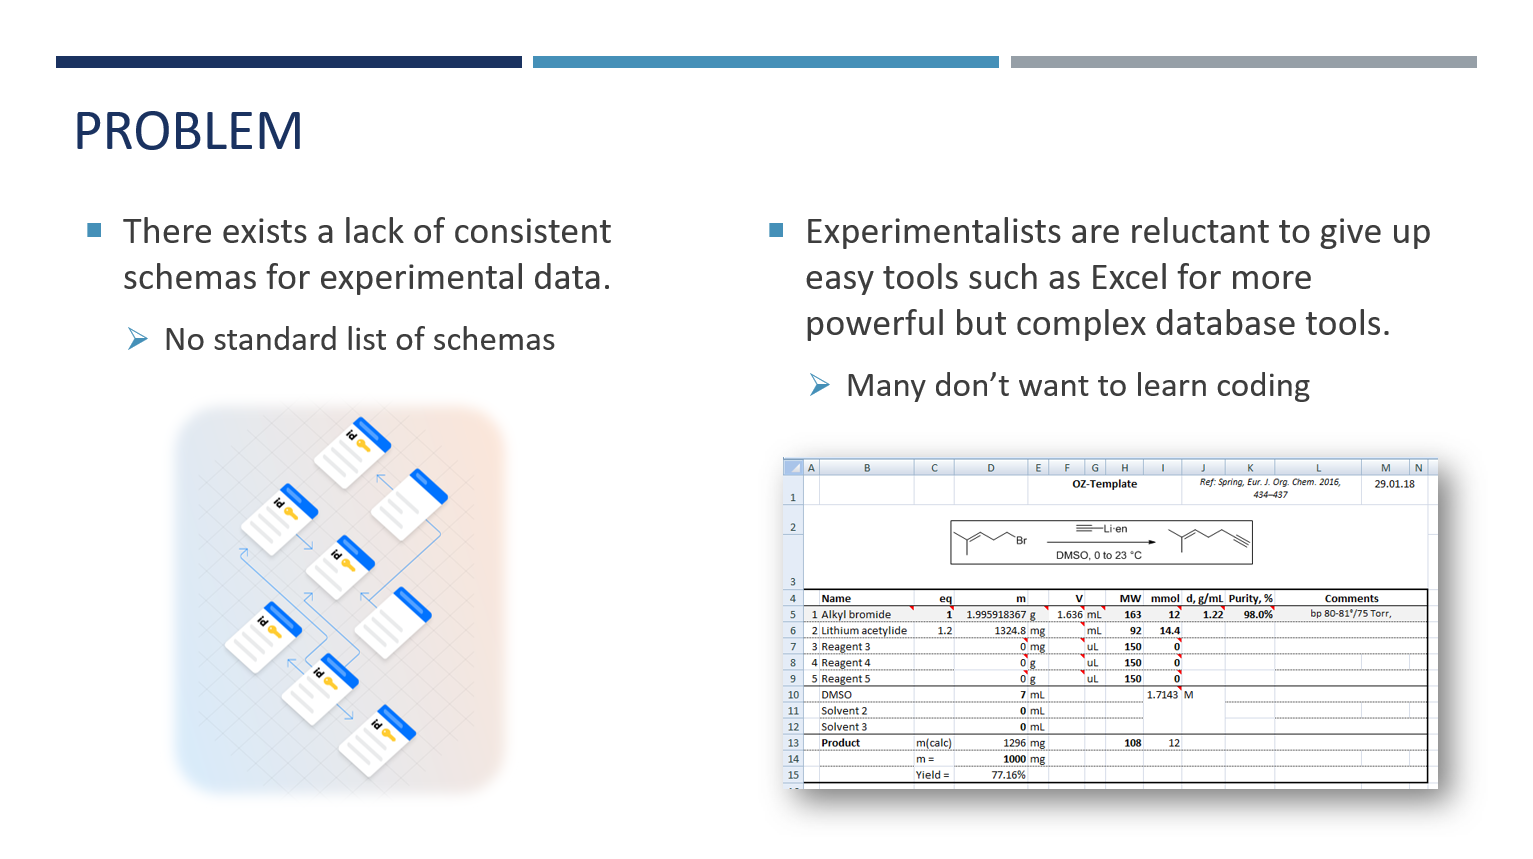 PROBLEM
There exists a lack of consistent
schemas for experimental data.
No standard list of schemas
id
id
id
id
id
id
Experimentalists are reluctant to give up
easy tools such as Excel for more
powerful but complex database tools.
Many don’t want to learn coding
A B C D E F G H I J K L M N
1 OZ-Template Ref: Spring, Eur. J. Org. Chem. 2016, 29.01.18
434–437
2
Li·en
Br
DMSO, 0 to 23 °C
3
4 Name eq m V MW mmol d, g/mL Purity, % Comments
5 1 Alkyl bromide 1 1.995918367 g 1.636 mL 163 12 1.22 98.0% bp 80-81°/75 Torr,
6 2 Lithium acetylide 1.2 1324.8 mg mL 92 14.4
7 3 Reagent 3 0 mg uL 150 0
8 4 Reagent 4 0 g uL 150 0
9 5 Reagent 5 0 g uL 150 0
10 DMSO 7 mL 1.7143 M
11 Solvent 2 0 mL
12 Solvent 3 0 mL
13 Product m(calc) 1296 mg 108 12
14 m = 1000 mg
15 Yield = 77.16%